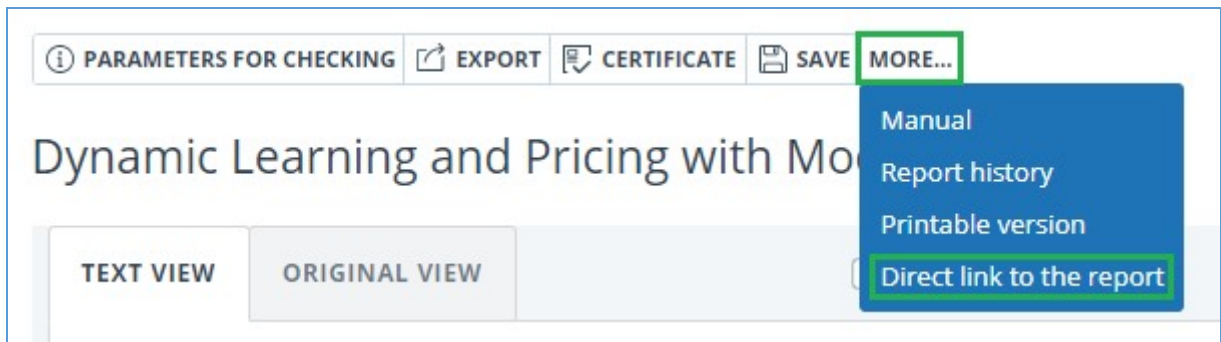 PARAMETERS FOR CHECKING EXPORT CERTIFICATE SAVE MORE...
Manual
Dynamic Learning and Pricing with
Report history
Printable version
TEXT VIEW ORIGINAL VIEW
Direct link to the report